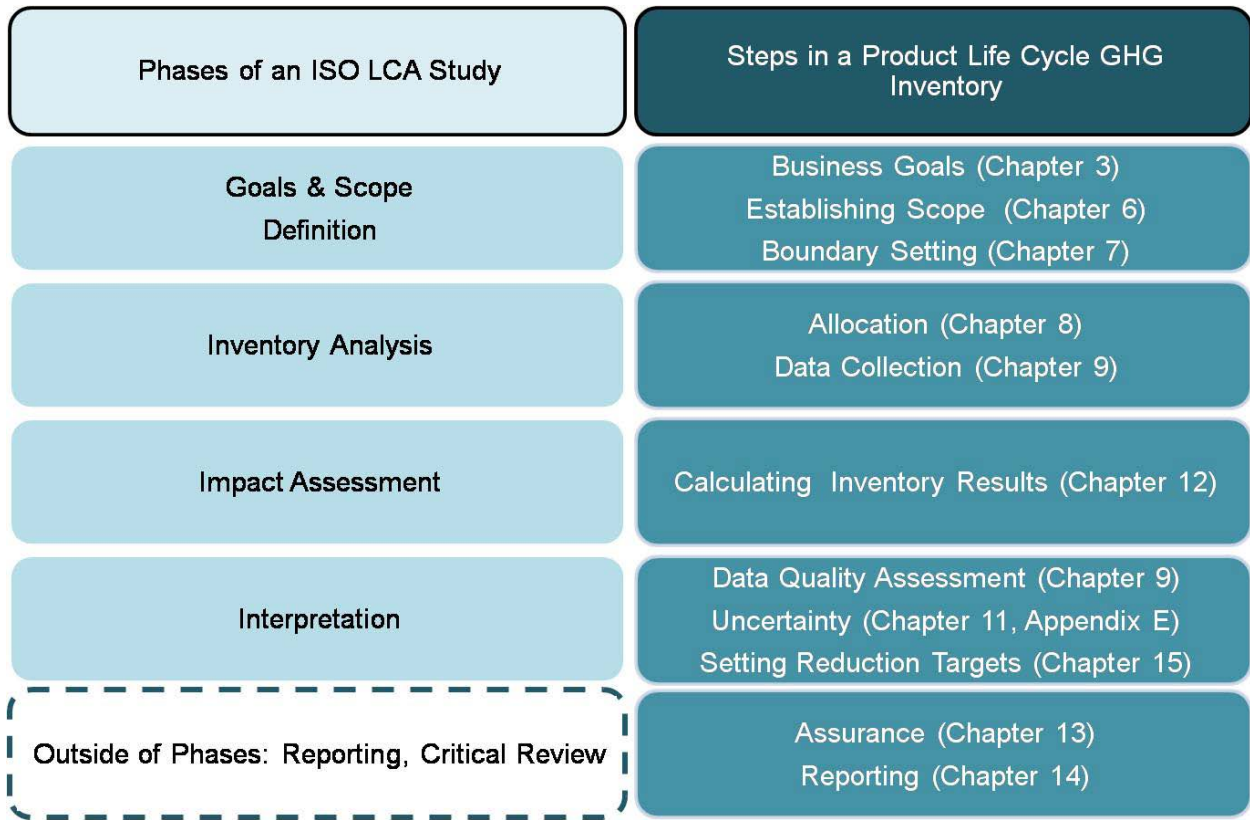 Phases of an ISO LCA Study
Steps in a Product Life Cycle GHG
Inventory
Goals & Scope
Definition
Business Goals (Chapter 3)
Establishing Scope (Chapter 6)
Boundary Setting (Chapter 7)
Inventory Analysis
Allocation (Chapter 8)
Data Collection (Chapter 9)
Impact Assessment
Calculating Inventory Results (Chapter 12)
Interpretation
Data Quality Assessment (Chapter 9)
Uncertainty (Chapter 11, Appendix E)
Setting Reduction Targets (Chapter 15)
Outside of Phases: Reporting, Critical Review
Assurance (Chapter 13)
Reporting (Chapter 14)